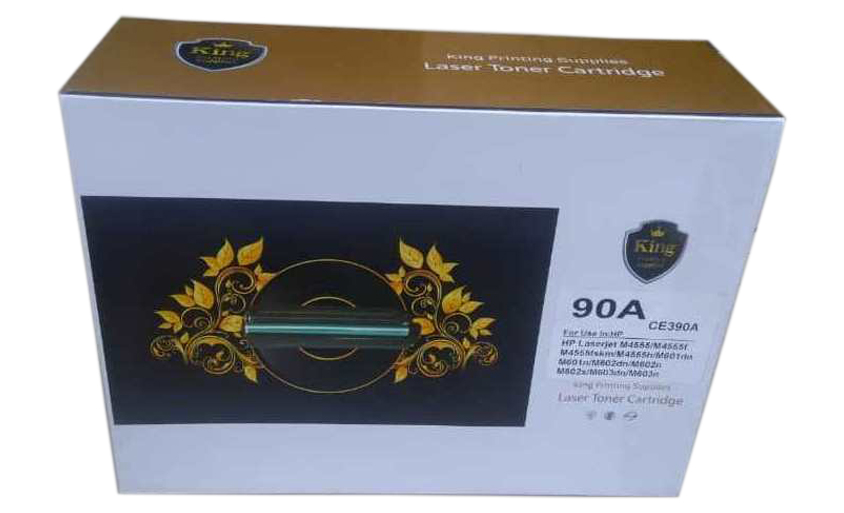 King
King Printing Supplies
Laser Toner Cartridge
King
90A
CE390A
For Use in:HP
HP Laserjet M4555/M4555f
M4555fskm/M4555h/M601dn
M601n/M602dn/M602n
M602x/M603dn/M603n
King Printing Supplies
Laser Toner Cartridge